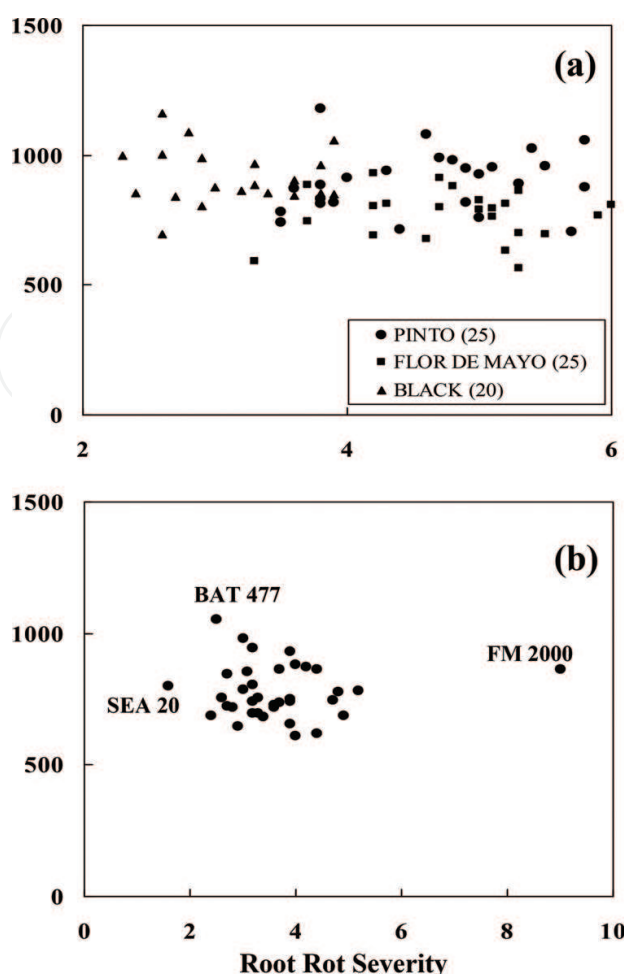 1500
(a)
1000
500
PINTO (25)
FLOR DE MAYO (25)
BLACK (20)
0
2 4 6
1500
(b)
BAT 477
1000
FM 2000
SEA 20
500
0
0 2 4 6 8 10
Root Rot Severity